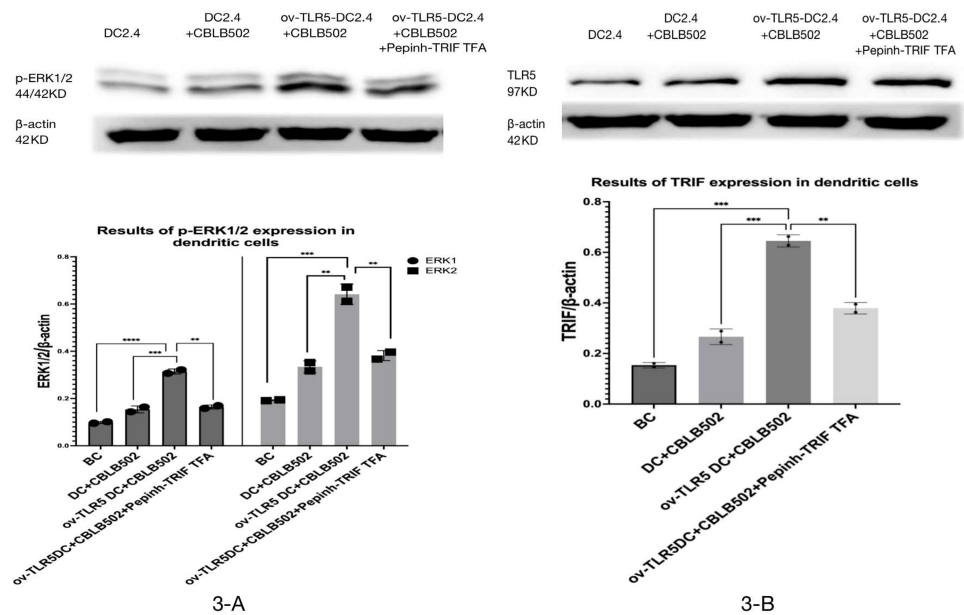 DC2.4
DC2.4
+CBLB502
ov-TLR5-DC2.4
+CBLB502
ov-TLR5-DC2.4
+CBLB502
+Pepinh-TRIF TFA
p-ERK1/2
44/42KD
β-actin
42KD
Results of p-ERK1/2 expression in
dendritic cells
ERK1
ERK2
ERK1/2/β-actin
0.8
0.6
0.4
0.2
0.0
****
***
**
***
**
**
BC
DC+CBLB502
ov-TLR5 DC+CBLB502
ov-TLR5DC+CBLB502+Pepinh-TRIF TFA
BC
DC+CBLB502
ov-TLR5 DC+CBLB502
ov-TLR5DC+CBLB502+Pepinh-TRIF TFA
3-A
DC2.4
DC2.4
+CBLB502
ov-TLR5-DC2.4
+CBLB502
ov-TLR5-DC2.4
+CBLB502
+Pepinh-TRIF TFA
TLR5
97KD
β-actin
42KD
Results of TRIF expression in dendritic cells
TRIF/β-actin
0.8
0.6
0.4
0.2
0.0
***
***
**
BC
DC+CBLB502
ov-TLR5 DC+CBLB502
ov-TLR5DC+CBLB502+Pepinh-TRIF TFA
3-B